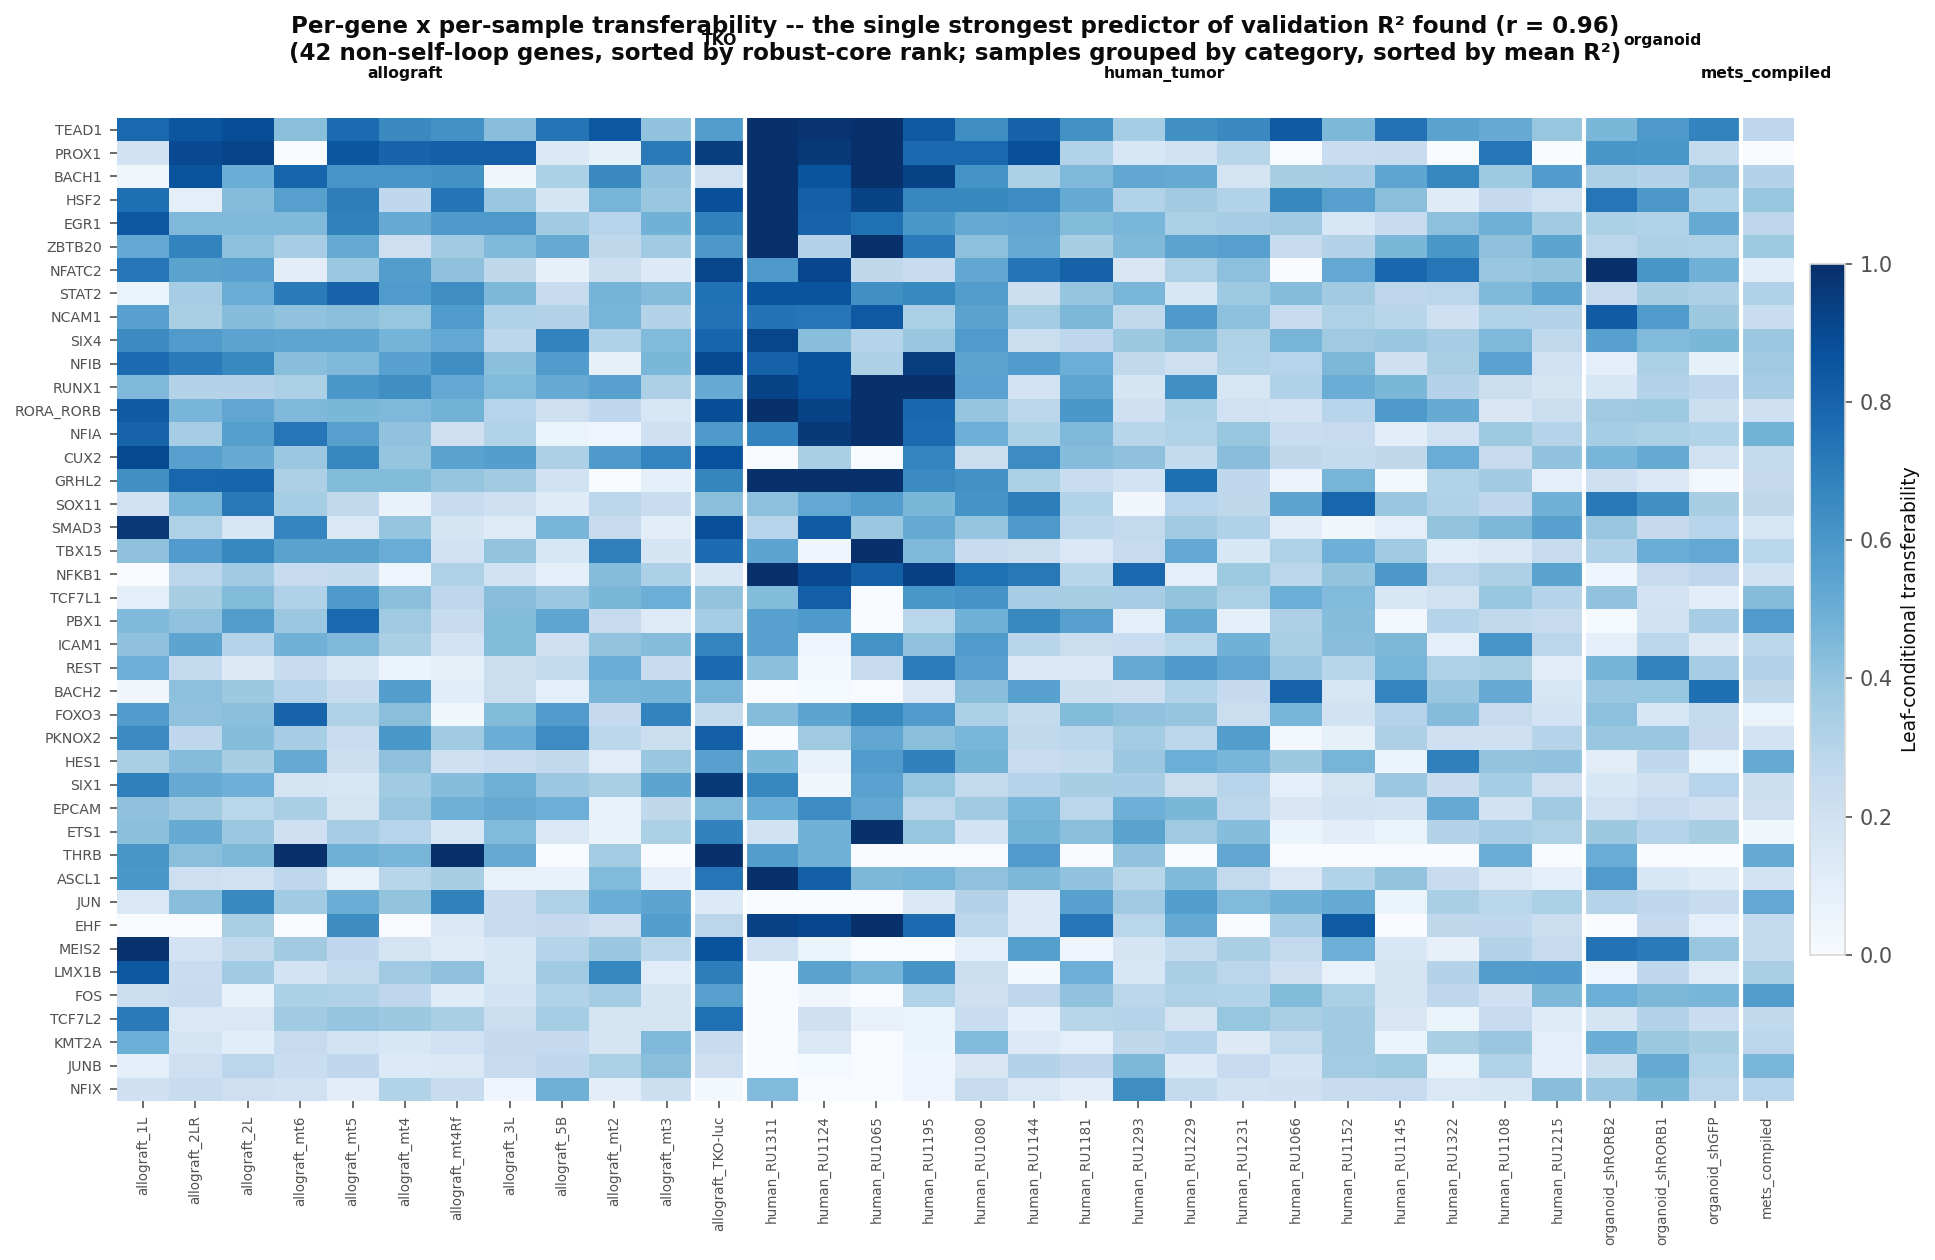 Per-gene x per-sample transferability -- the single strongest predictor of validation R² found (r = 0.96)
TKO
(42 non-self-loop genes, sorted by robust-core rank; samples grouped by category, sorted by mean R²)
organoid
allograft
human_tumor
mets_compiled
TEAD1
PROX1
BACH1
HSF2
EGR1
ZBTB20
NFATC2
STAT2
NCAM1
SIX4
NFIB
RUNX1
RORA_RORB
NFIA
CUX2
GRHL2
SOX11
SMAD3
TBX15
NFKB1
TCF7L1
PBX1
ICAM1
REST
BACH2
FOXO3
PKNOX2
HES1
SIX1
EPCAM
ETS1
THRB
ASCL1
JUN
EHF
MEIS2
LMX1B
FOS
TCF7L2
KMT2A
JUNB
NFIX
allograft_1L
allograft_2LR
allograft_2L
allograft_mt6
allograft_mt5
allograft_mt4
allograft_mt4Rf
allograft_3L
allograft_5B
allograft_mt2
allograft_mt3
allograft_TKO-luc
human_RU1311
human_RU1124
human_RU1065
human_RU1195
human_RU1080
human_RU1144
human_RU1181
human_RU1293
human_RU1229
human_RU1231
human_RU1066
human_RU1152
human_RU1145
human_RU1322
human_RU1108
human_RU1215
organoid_shRORB2
organoid_shRORB1
organoid_shGFP
mets_compiled
1.0
0.8
0.6
0.4
0.2
0.0
Leaf-conditional transferability